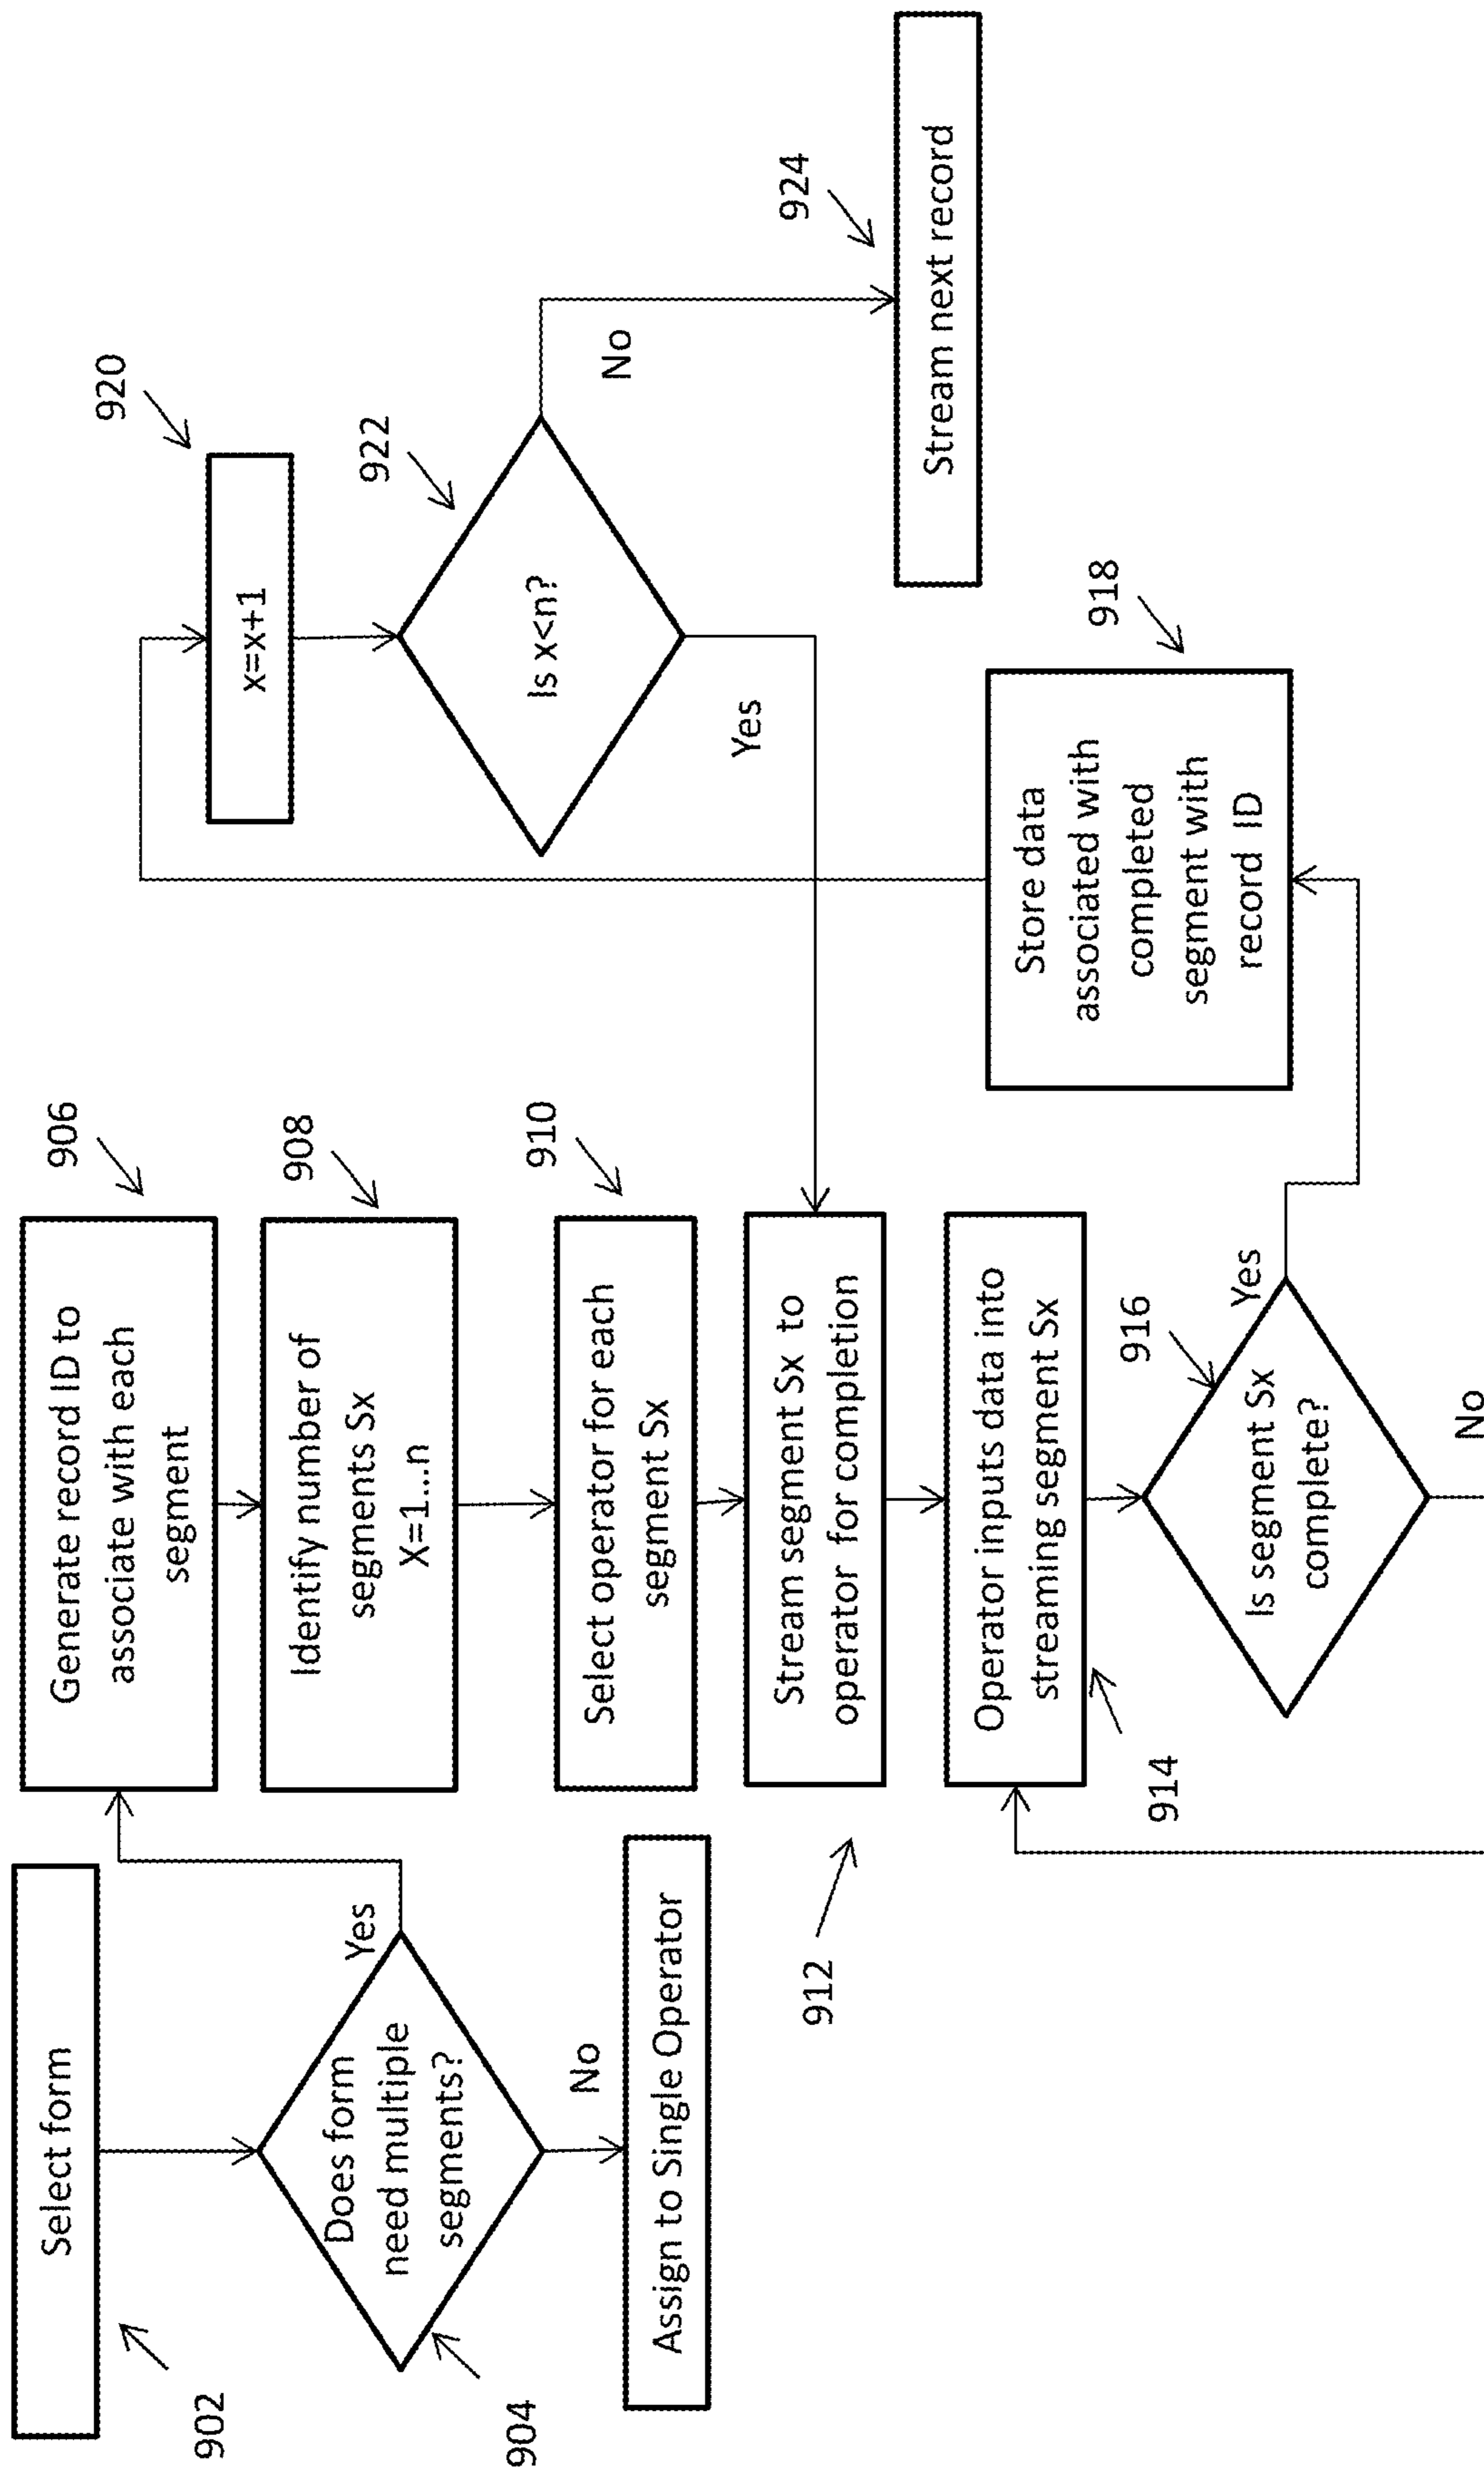 Select form
902
Does form
need multiple
segments?
904
Yes
No
Assign to Single Operator
Generate record ID to
associate with each
segment
906
Identify number of
segments Sx
X=1...n
908
Select operator for each
segment Sx
910
Stream segment Sx to
operator for completion
912
Operator inputs data into
streaming segment Sx
914
Is segment Sx
complete?
916
Yes
No
Store data
associated with
completed
segment with
record ID
918
x=x+1
920
Is x<n?
922
Yes
No
Stream next record
924